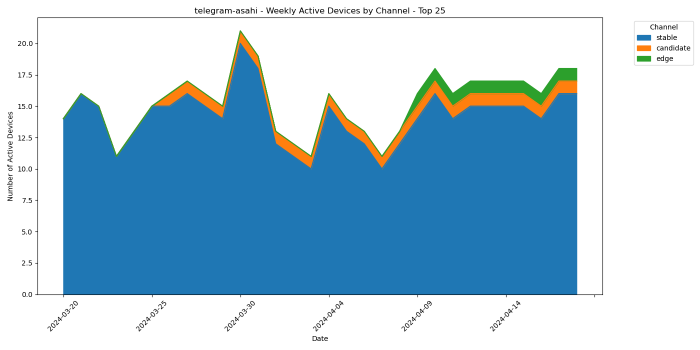 telegram-asahi - Weekly Active Devices by Channel - Top 25
Channel
stable
candidate
edge
Number of Active Devices
20.0
17.5
15.0
12.5
10.0
7.5
5.0
2.5
0.0
2024-03-20
2024-03-25
2024-03-30
2024-04-04
2024-04-09
2024-04-14
Date